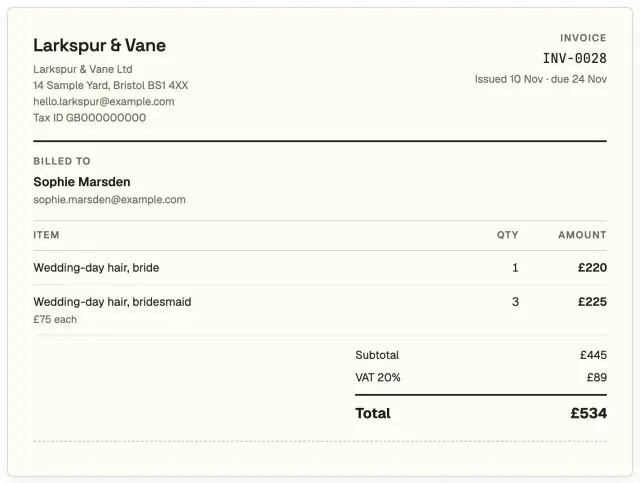 Larkspur & Vane
Larkspur & Vane Ltd
14 Sample Yard, Bristol BS1 4XX
hello.larkspur@example.com
Tax ID GB000000000
INVOICE
INV-0028
Issued 10 Nov · due 24 Nov
BILLED TO
Sophie Marsden
sophie.marsden@example.com
ITEM QTY AMOUNT
Wedding-day hair, bride 1 £220
Wedding-day hair, bridesmaid 3 £225
£75 each
Subtotal £445
VAT 20% £89
Total £534